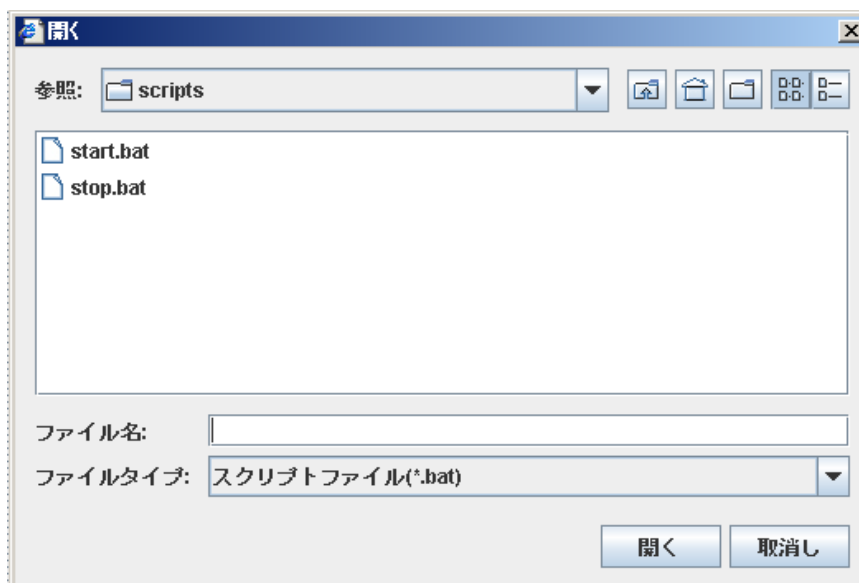 開く
参照: scripts
start.bat
stop.bat
ファイル名:
ファイルタイプ: スクリプトファイル(*.bat)
開く 取消し